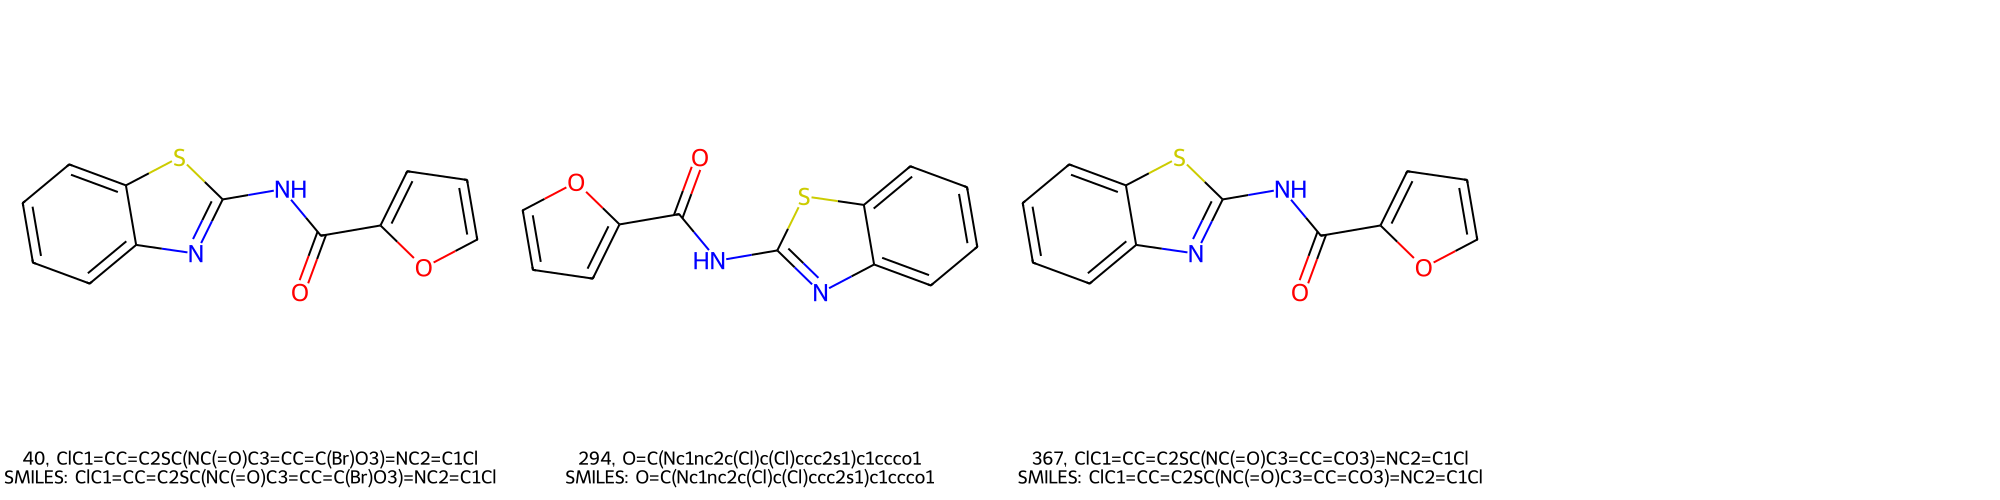 S
NH
N
O
O
O
O
S
HN
N
S
NH
N
O
O
40, ClC1=CC=C2SC(NC(=O)C3=CC=C(Br)O3)=NC2=C1Cl
SMILES: ClC1=CC=C2SC(NC(=O)C3=CC=C(Br)O3)=NC2=C1Cl
294, O=C(Nc1nc2c(Cl)c(Cl)ccc2s1)c1ccco1
SMILES: O=C(Nc1nc2c(Cl)c(Cl)ccc2s1)c1ccco1
367, ClC1=CC=C2SC(NC(=O)C3=CC=CO3)=NC2=C1Cl
SMILES: ClC1=CC=C2SC(NC(=O)C3=CC=CO3)=NC2=C1Cl